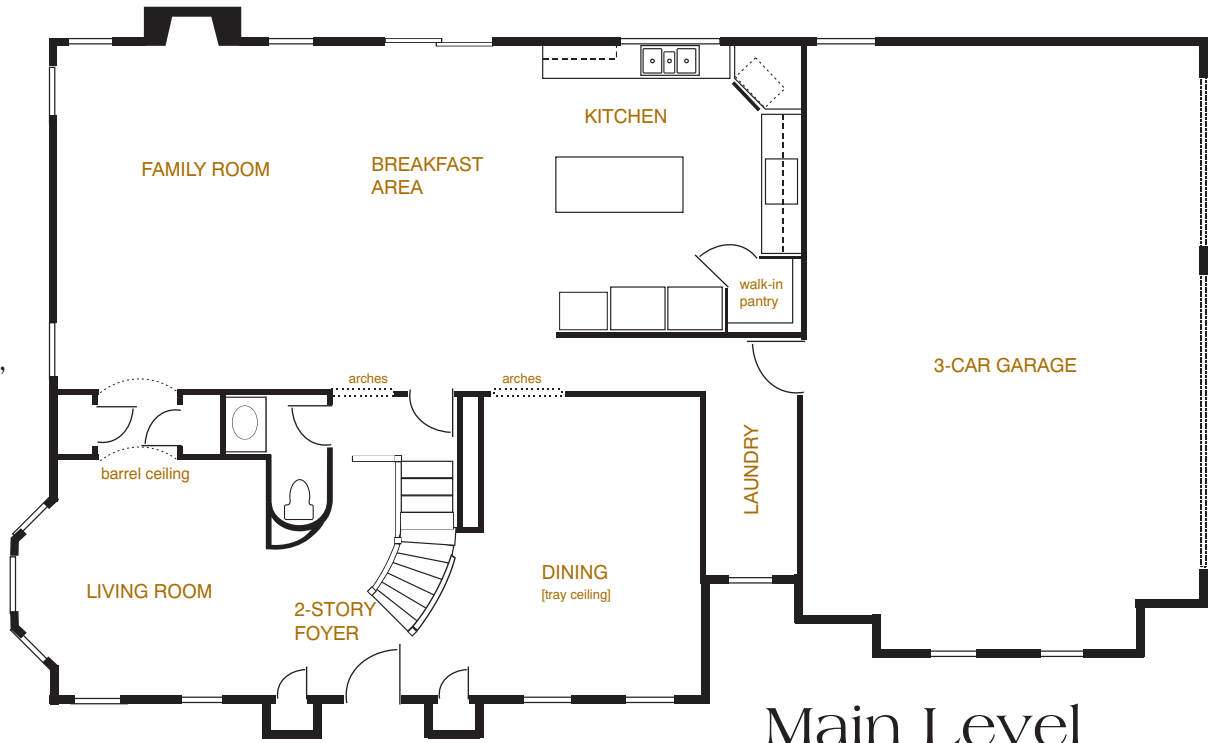 KITCHEN
FAMILY ROOM
BREAKFAST
AREA
walk-in
pantry
,
3-CAR GARAGE
arches
arches
barrel ceiling
LAUNDRY
LIVING ROOM
DINING
[tray ceiling]
2-STORY
FOYER
Main Level